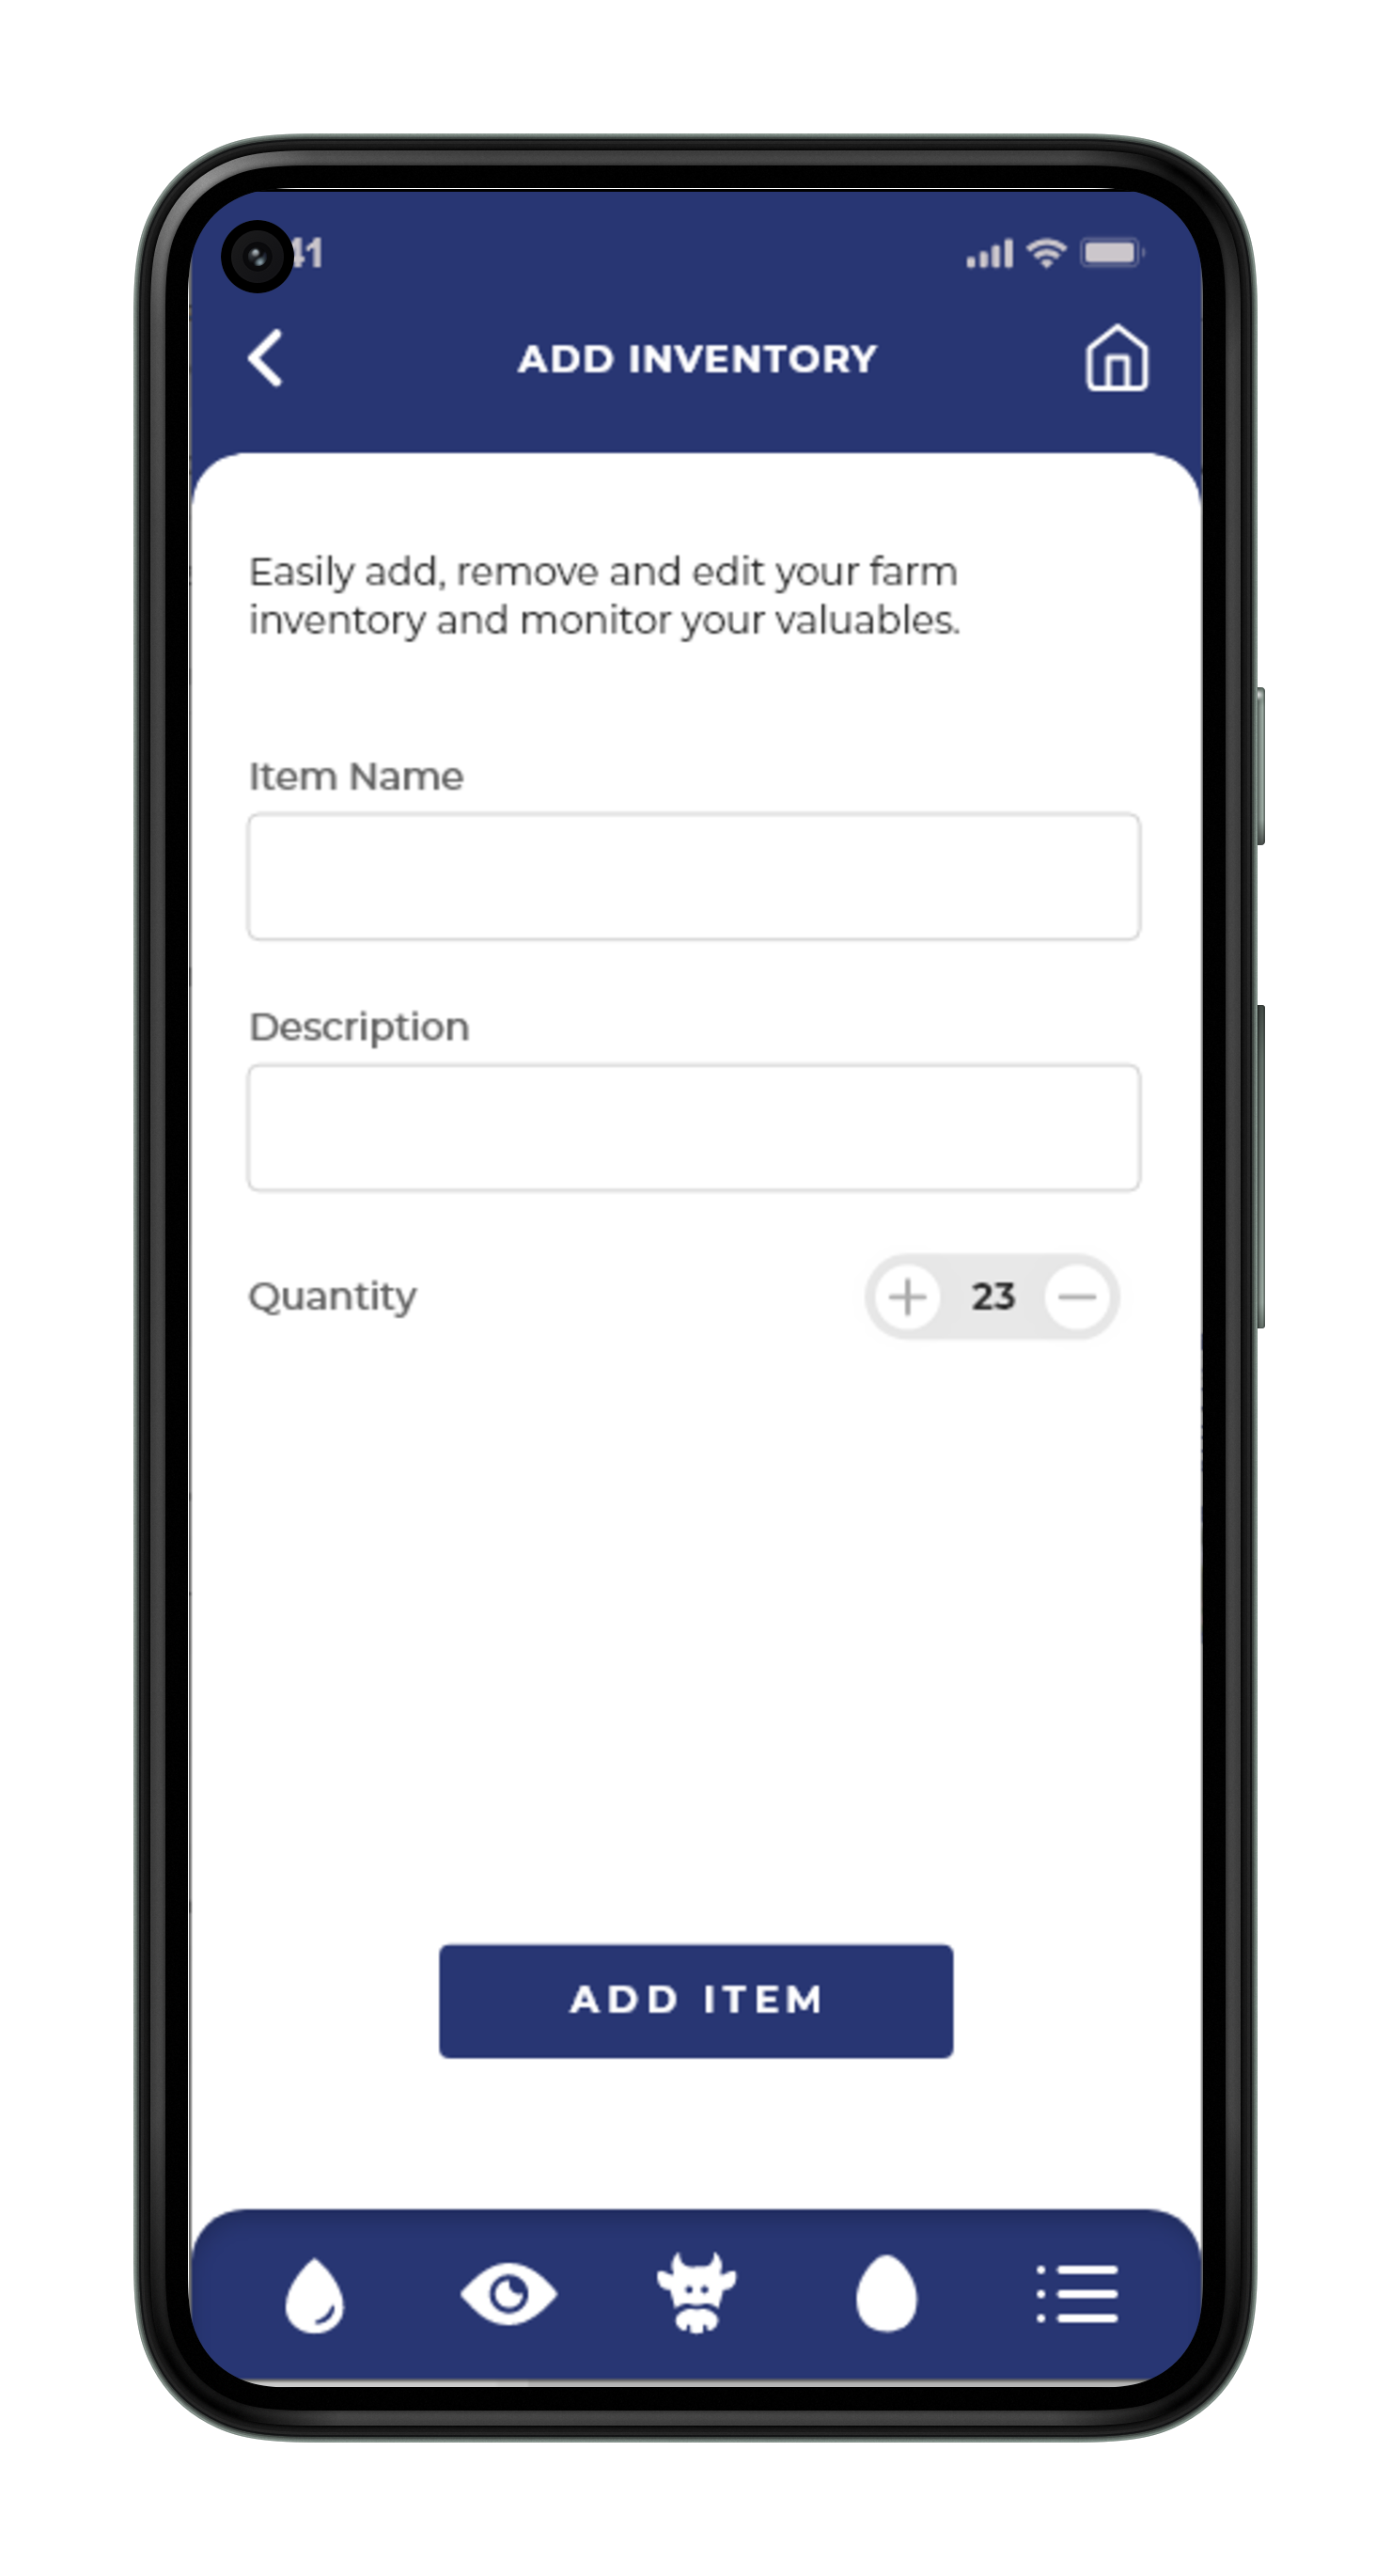 41
ADD INVENTORY
Easily add, remove and edit your farm
inventory and monitor your valuables.
Item Name
Description
Quantity
23
ADD ITEM